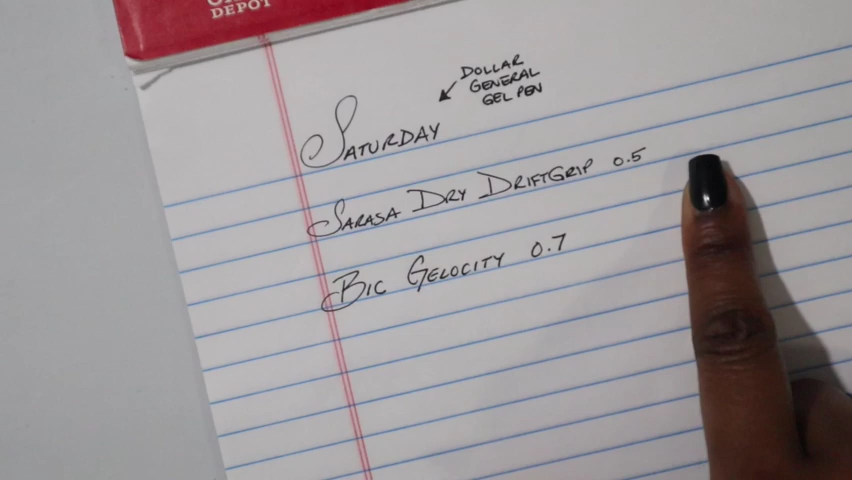 DEPOT
DOLLAR
GENERAL
GEL PEN
SATURDAY
SARASA DRY DRIFTGRIP 0.5
BIC GELOCITY 0.7